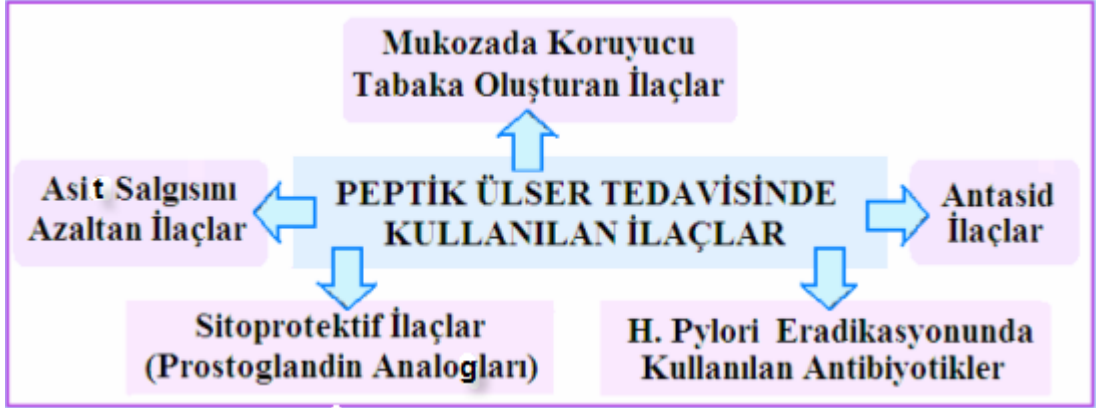 Mukozada Koruyucu
Tabaka Oluşturan İlaçlar
Asit Salgısını
Azaltan İlaçlar
PEPTİK ÜLSER TEDAVİSİNDE
KULLANILAN İLAÇLAR
Antasid
İlaçlar
Sitoprotektif İlaçlar
(Prostoglandin Analogları)
H. Pylori Eradikasyonunda
Kullanılan Antibiyotikler